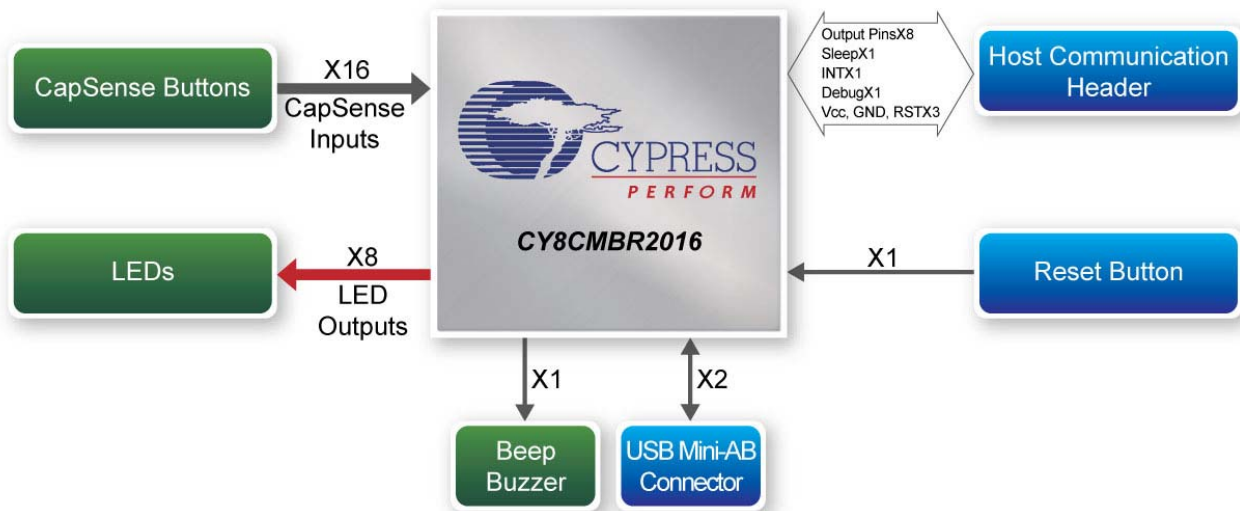 CapSense Buttons
X16
CapSense
Inputs
CYPRESS
PERFORM
CY8CMBR2016
Output PinsX8
SleepX1
INTX1
DebugX1
Vcc, GND, RSTX3
Host Communication
Header
LEDs
X8
LED
Outputs
X1
Reset Button
X1
X2
Beep
Buzzer
USB Mini-AB
Connector